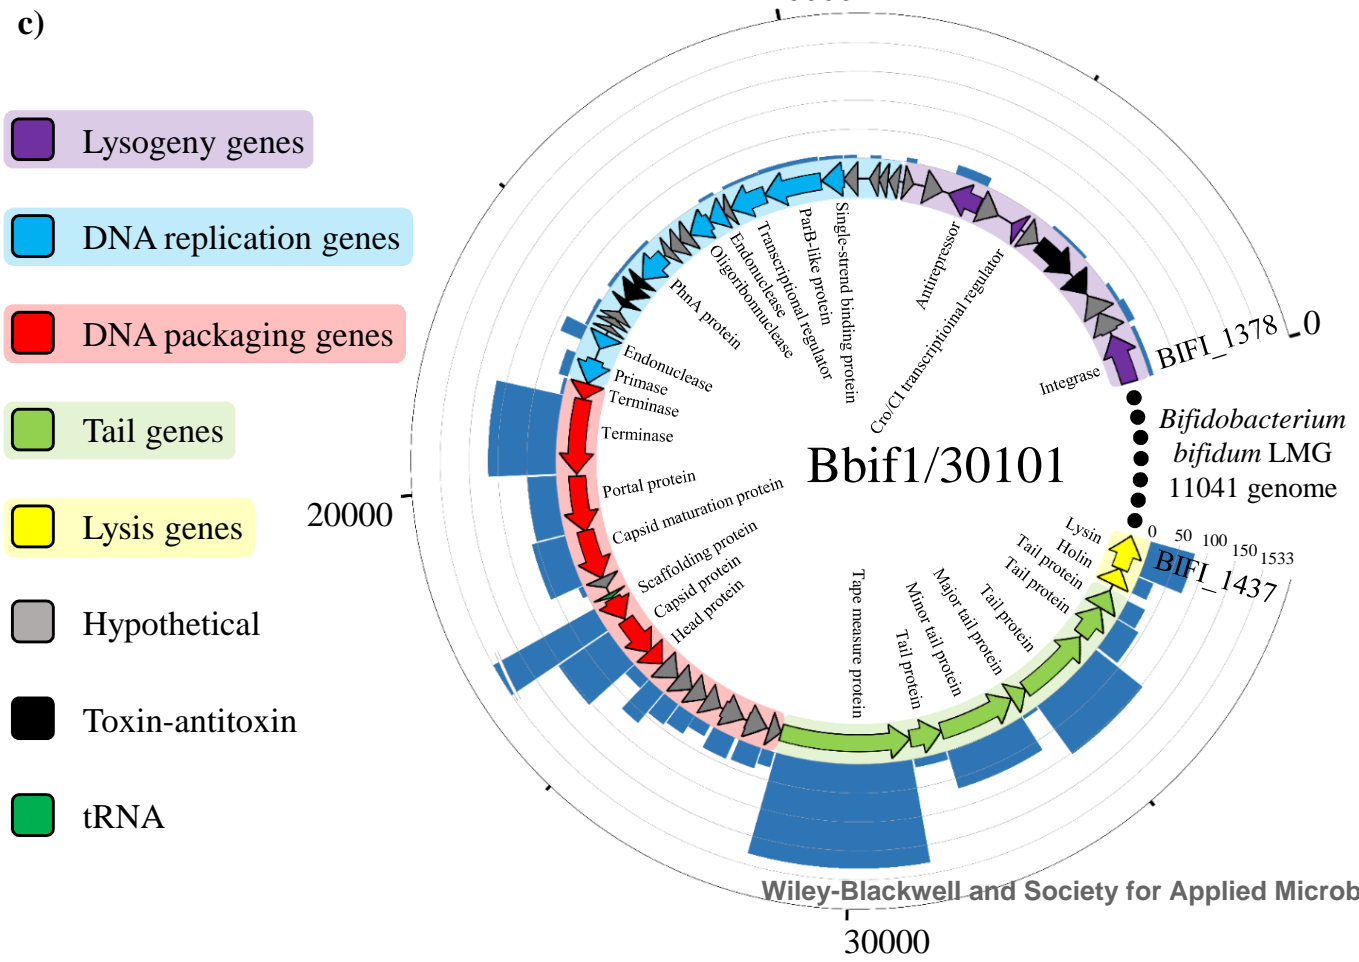 c)
Lysogeny genes
DNA replication genes
DNA packaging genes
Tail genes
Lysis genes
Hypothetical
Toxin-antitoxin
tRNA
Single-strend binding protein
ParB-like protein
Transcriptional regulator
Endonuclease
Oligoribonuclease
PhnA protein
Endonuclease
Primase
Terminase
Terminase
Portal protein
Capsid maturation protein
Scaffolding protein
Capsid protein
Head protein
Tape measure protein
Tail protein
Minor tail protein
Major tail protein
Tail protein
Tail protein
Tail protein
Holin
Lysin
Antirepressor
Cro/CI transcriptioinal regulator
Integrase
Bbif1/30101
BIFI_1378
0
Bifidobacterium
bifidum LMG
11041 genome
0 50 100 150 1533
BIFI_1437
20000
30000
Wiley-Blackwell and Society for Applied Microb